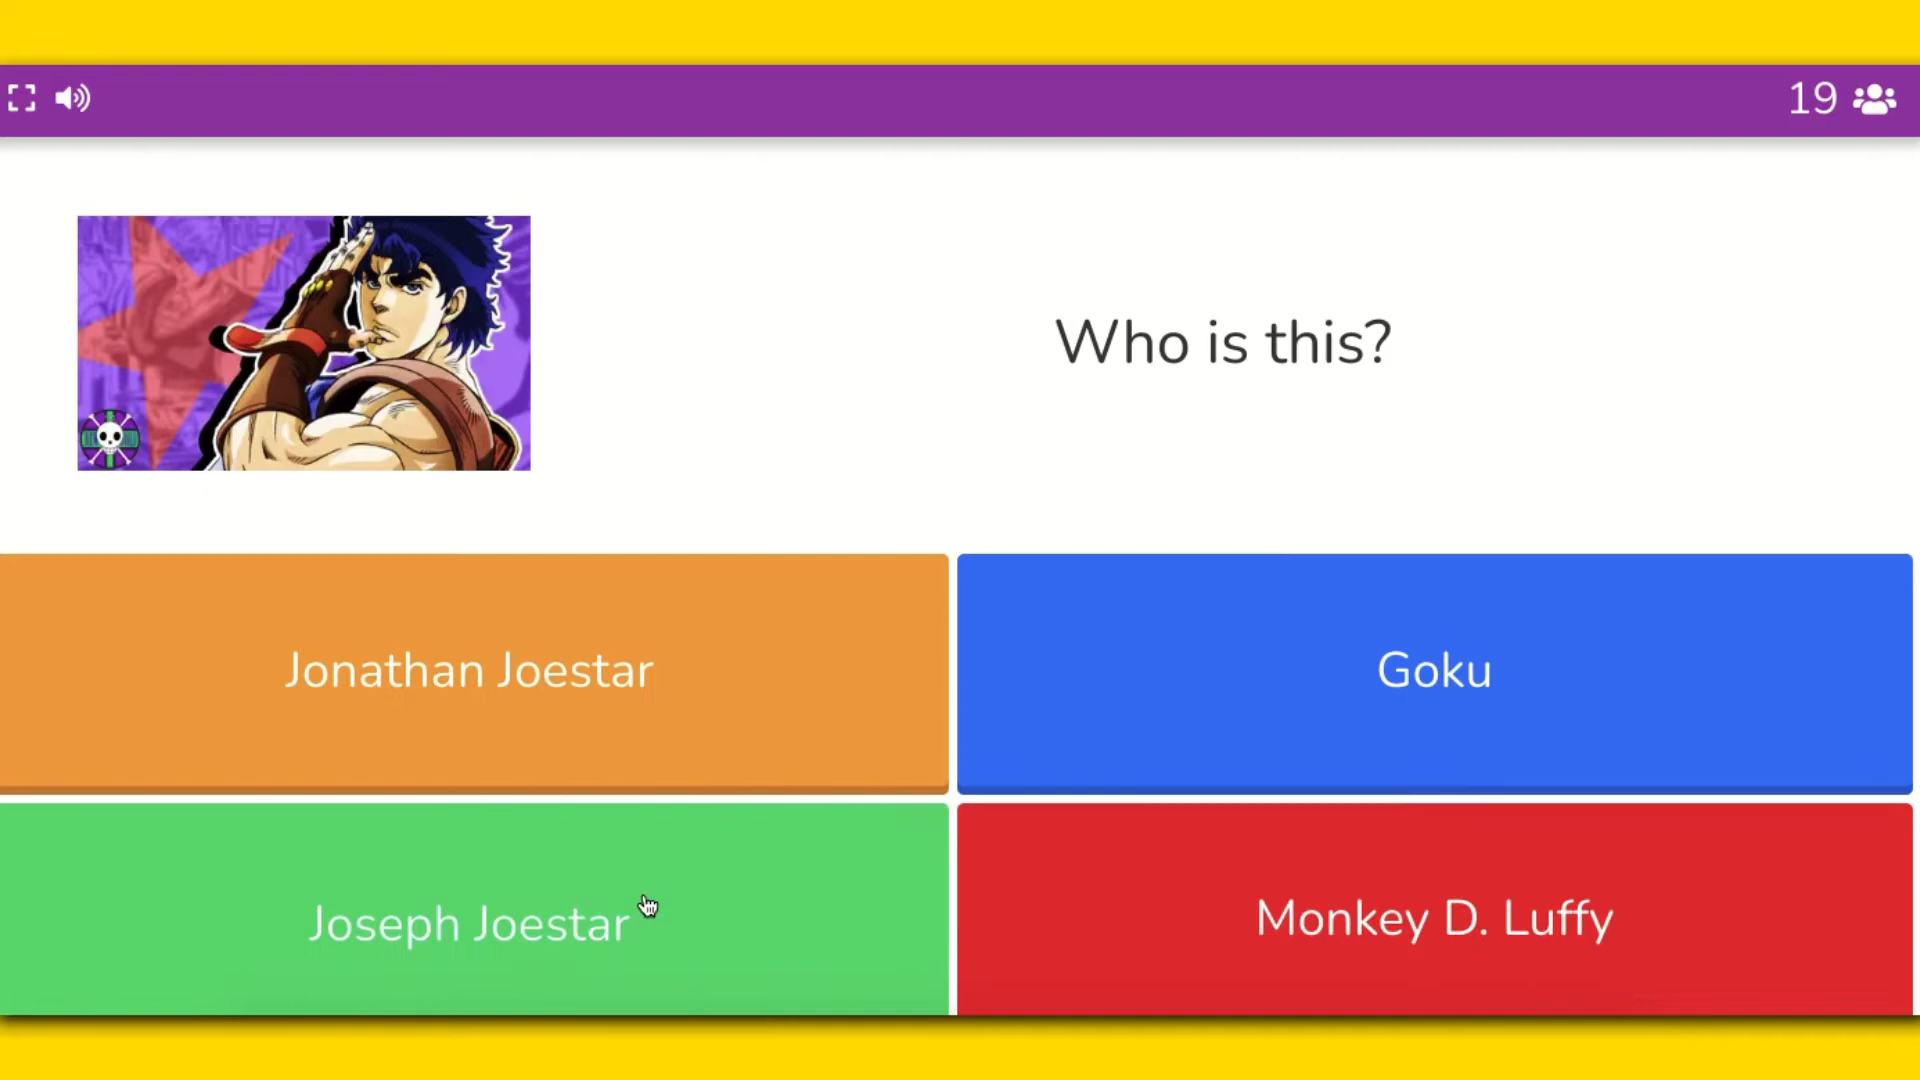 19
Who is this?
Jonathan Joestar
Goku
Joseph Joestar
Monkey D. Luffy